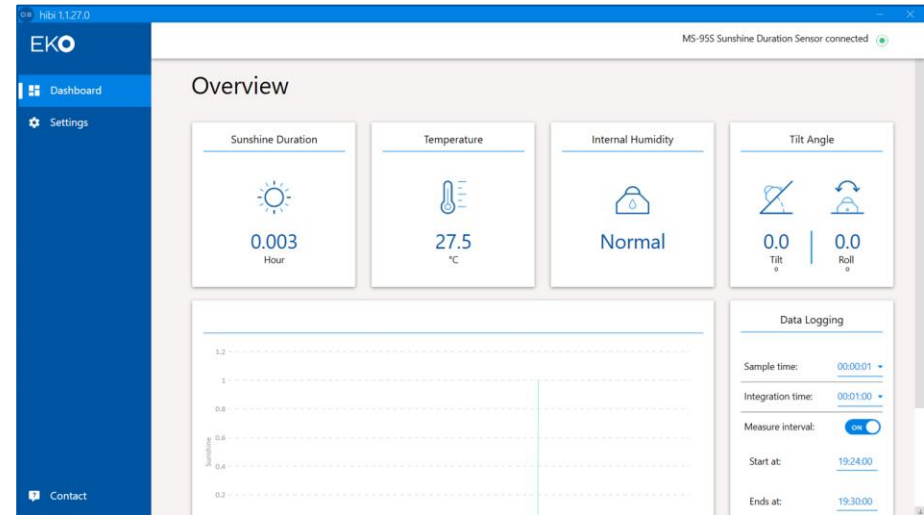 hibi 1.1.27.0
EKO
MS-95S Sunshine Duration Sensor connected
Dashboard
Settings
Contact
Overview
Sunshine Duration
0.003
Hour
Temperature
27.5
°C
Internal Humidity
Normal
Tilt Angle
0.0
Tilt
o
0.0
Roll
o
1.2
1
0.8
0.6
0.4
0.2
Sunshine
Data Logging
Sample time: 00:00:01
Integration time: 00:01:00
Measure interval: ON
Start at: 19:24:00
Ends at: 19:30:00